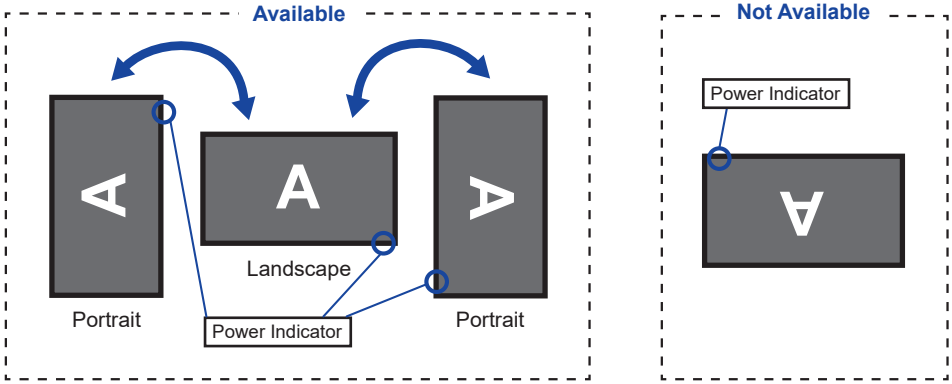 Available
Not Available
Power Indicator
A
A
A
A
Landscape
Portrait
Power Indicator
Portrait